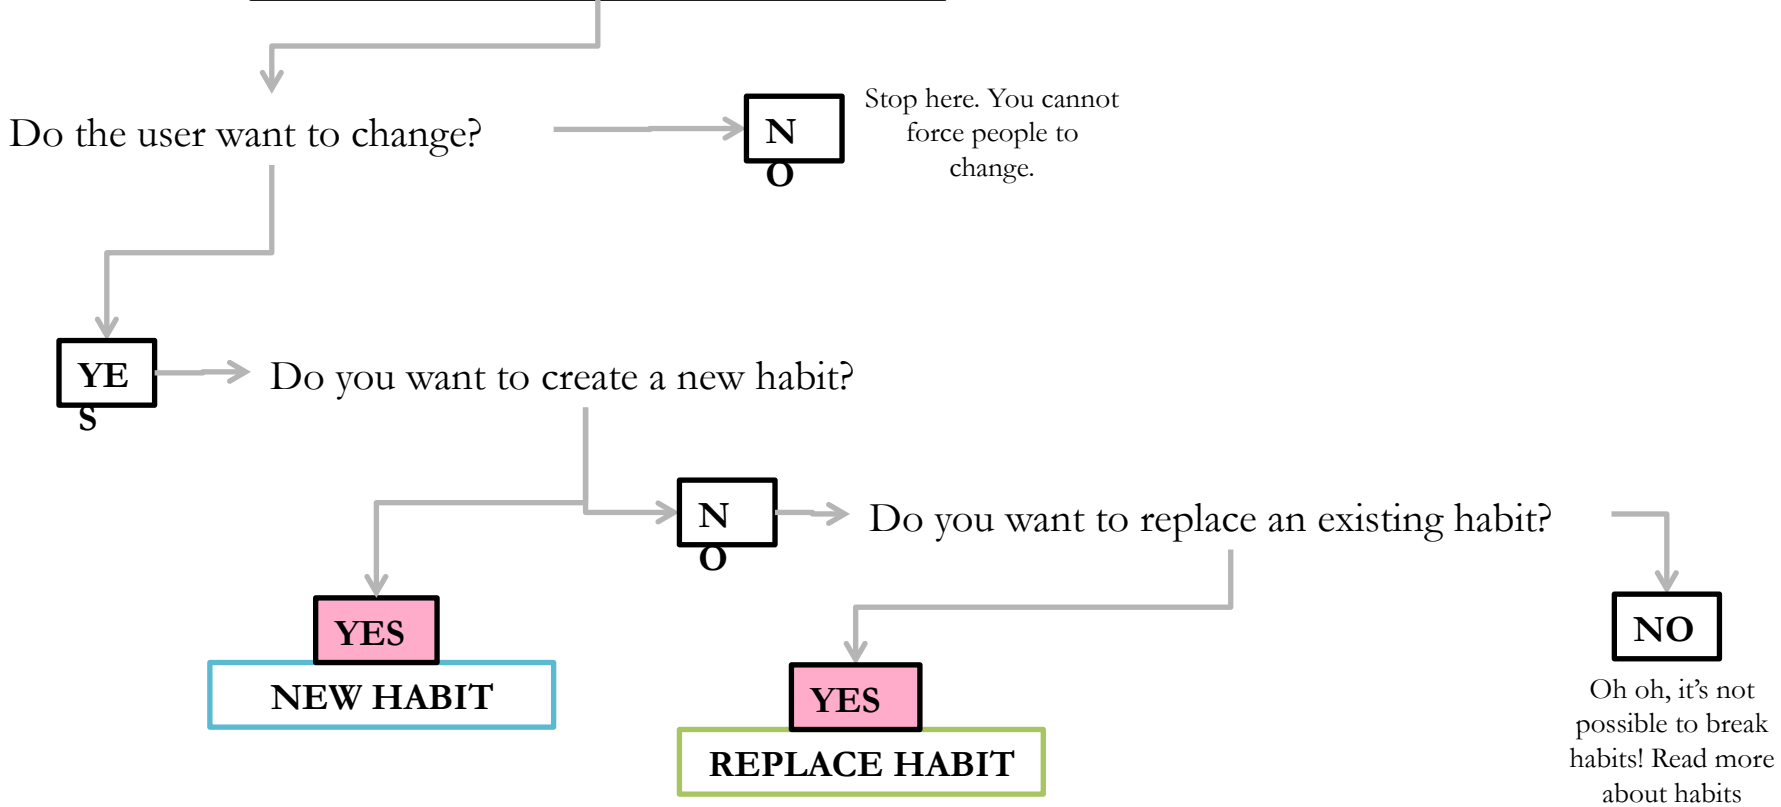 Do the user want to change?
N
O
Stop here. You cannot
force people to
change.
YE
S
Do you want to create a new habit?
N
O
Do you want to replace an existing habit?
YES
NEW HABIT
YES
REPLACE HABIT
NO
Oh oh, it’s not
possible to break
habits! Read more
about habits